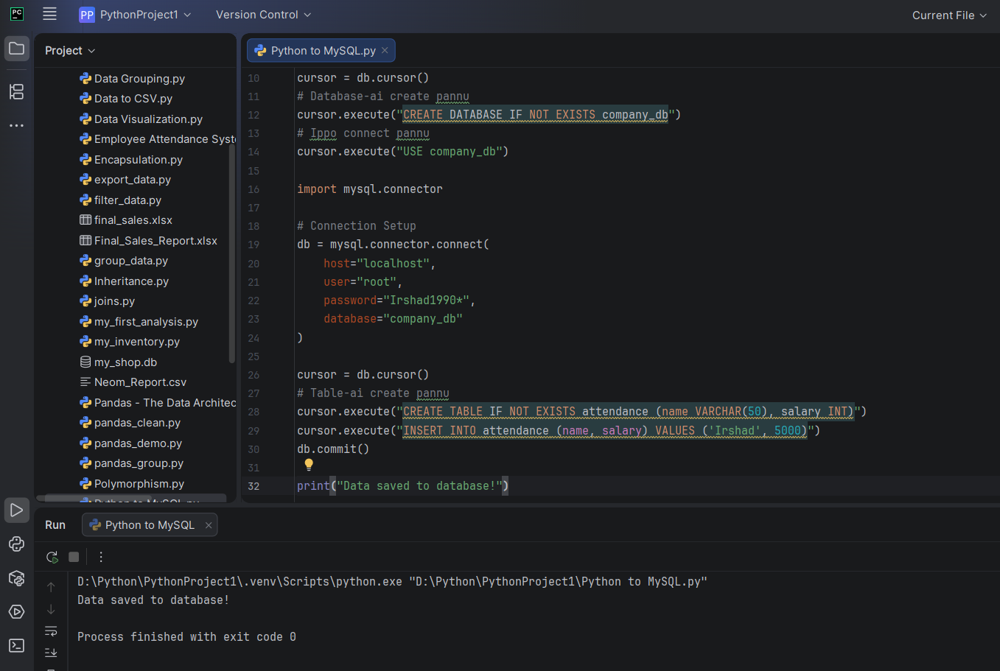 PC
PP PythonProject1
Version Control
Current File
Project
Python to MySQL.py
Data Grouping.py
Data to CSV.py
Data Visualization.py
Employee Attendance Syst
Encapsulation.py
export_data.py
filter_data.py
final_sales.xlsx
Final_Sales_Report.xlsx
group_data.py
Inheritance.py
joins.py
my_first_analysis.py
my_inventory.py
my_shop.db
Neom_Report.csv
Pandas - The Data Architec
pandas_clean.py
pandas_demo.py
pandas_group.py
Polymorphism.py
Python to MySQL.py
10 cursor = db.cursor()
11 # Database-ai create pannu
12 cursor.execute("CREATE DATABASE IF NOT EXISTS company_db")
13 # Ippo connect pannu
14 cursor.execute("USE company_db")
15
16 import mysql.connector
17
18 # Connection Setup
19 db = mysql.connector.connect(
20 host="localhost",
21 user="root",
22 password="Irshad1990*",
23 database="company_db"
24 )
25
26 cursor = db.cursor()
27 # Table-ai create pannu
28 cursor.execute("CREATE TABLE IF NOT EXISTS attendance (name VARCHAR(50), salary INT)")
29 cursor.execute("INSERT INTO attendance (name, salary) VALUES ('Irshad', 5000)")
30 db.commit()
31
32 print("Data saved to database!")
Run
Python to MySQL
D:\Python\PythonProject1\.venv\Scripts\python.exe "D:\Python\PythonProject1\Python to MySQL.py"
Data saved to database!
Process finished with exit code 0